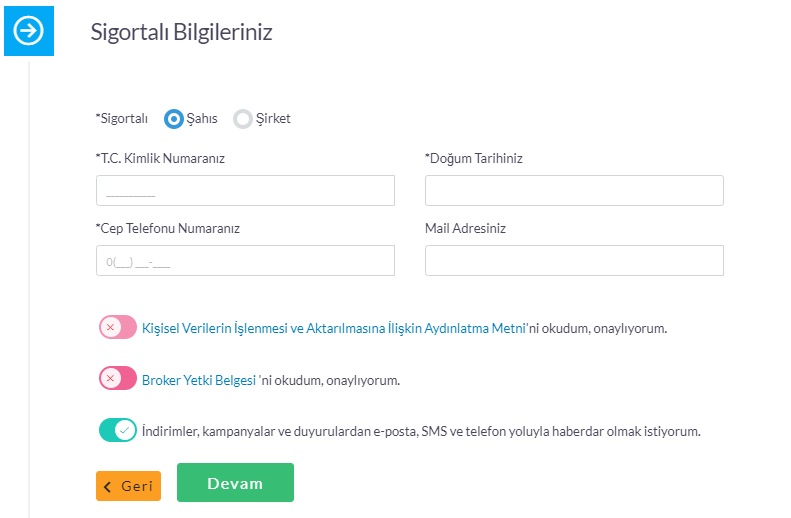 Sigortalı Bilgileriniz
*Sigortalı Şahıs Şirket
*T.C. Kimlik Numaranız *Doğum Tarihiniz
___________
*Cep Telefonu Numaranız Mail Adresiniz
0(___) ___-____
Kişisel Verilerin İşlenmesi ve Aktarılmasına İlişkin Aydınlatma Metni'ni okudum, onaylıyorum.
Broker Yetki Belgesi 'ni okudum, onaylıyorum.
İndirimler, kampanyalar ve duyurulardan e-posta, SMS ve telefon yoluyla haberdar olmak istiyorum.
Geri Devam